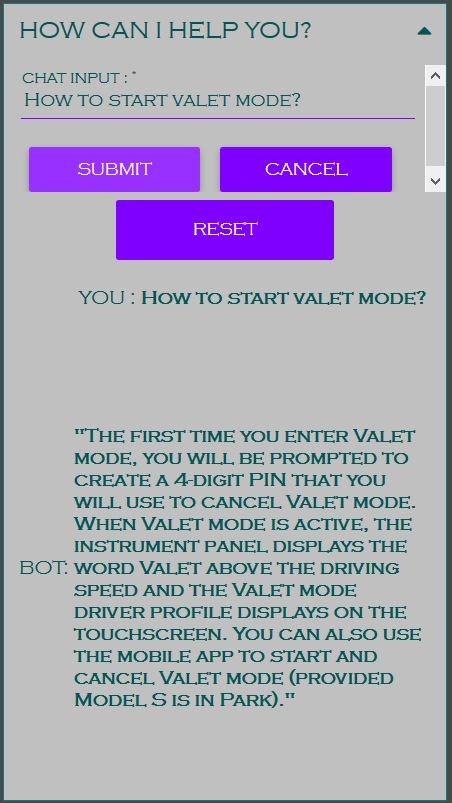 HOW CAN I HELP YOU?
CHAT INPUT : *
HOW TO START VALET MODE?
SUBMIT
CANCEL
RESET
YOU : HOW TO START VALET MODE?
"THE FIRST TIME YOU ENTER VALET
MODE, YOU WILL BE PROMPTED TO
CREATE A 4-DIGIT PIN THAT YOU
WILL USE TO CANCEL VALET MODE.
WHEN VALET MODE IS ACTIVE, THE
INSTRUMENT PANEL DISPLAYS THE
BOT: WORD VALET ABOVE THE DRIVING
SPEED AND THE VALET MODE
DRIVER PROFILE DISPLAYS ON THE
TOUCHSCREEN. YOU CAN ALSO USE
THE MOBILE APP TO START AND
CANCEL VALET MODE (PROVIDED
MODEL S IS IN PARK)."